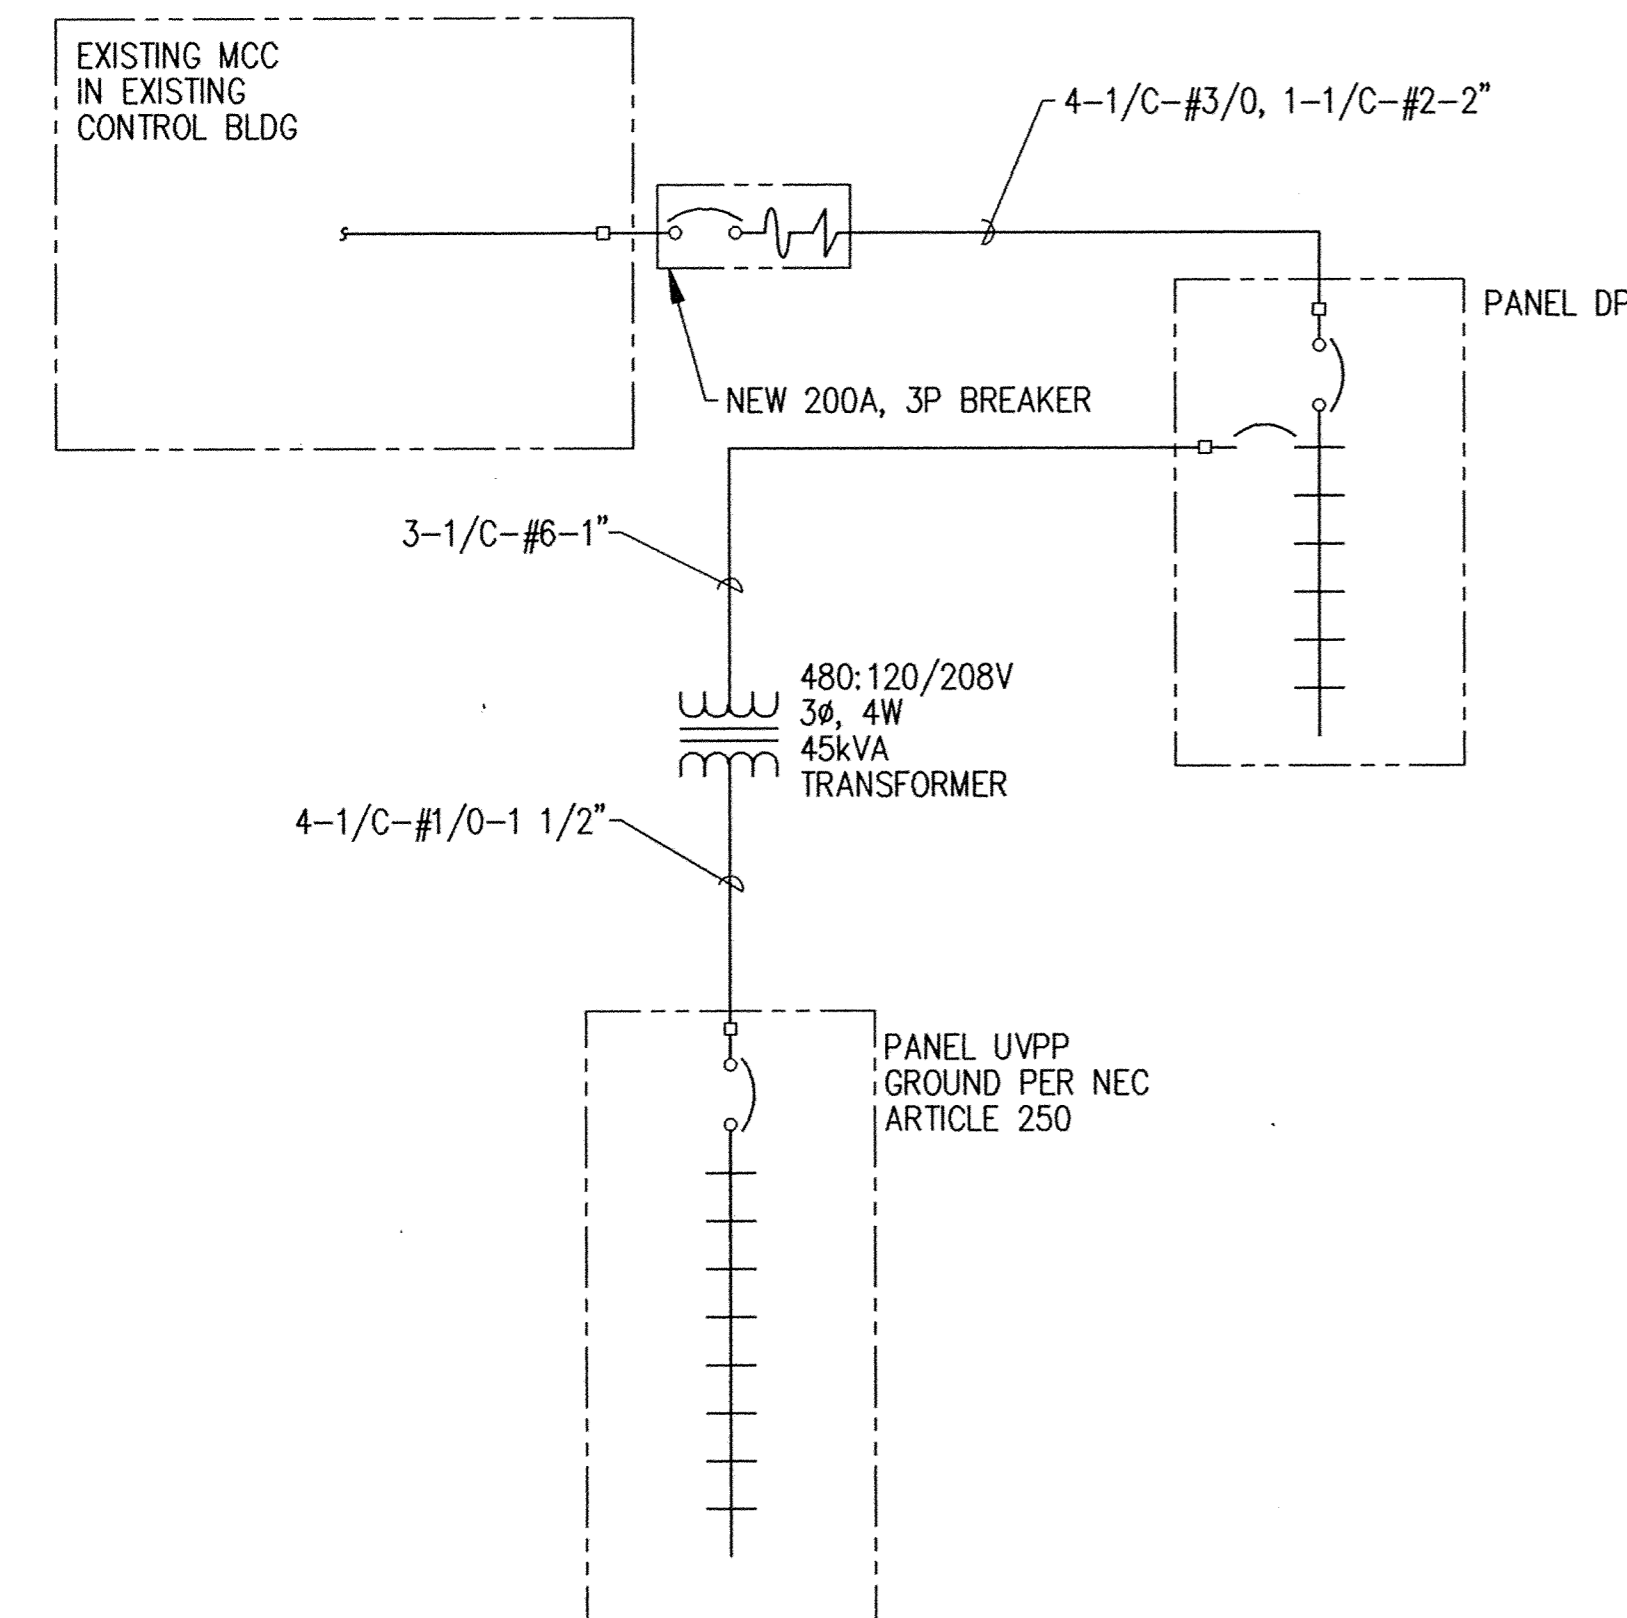 EXISTING MCC
IN EXISTING
CONTROL BLDG
4-1/C-#3/0, 1-1/C-#2-2"
PANEL DP
NEW 200A, 3P BREAKER
3-1/C-#6-1"
480:120/208V
3ø, 4W
45kVA
TRANSFORMER
4-1/C-#1/0-1 1/2"
PANEL UVPP
GROUND PER NEC
ARTICLE 250